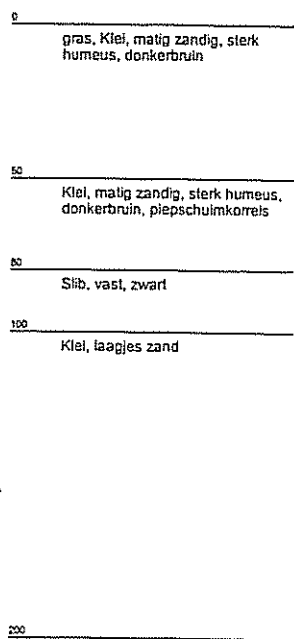 0
gras, Klei, matig zandig, sterk
humeus, donkerbruin
50
Klei, matig zandig, sterk humeus,
donkerbruin, piepschuimkorrels
80
Slib, vast, zwart
100
Klei, laagjes zand
200